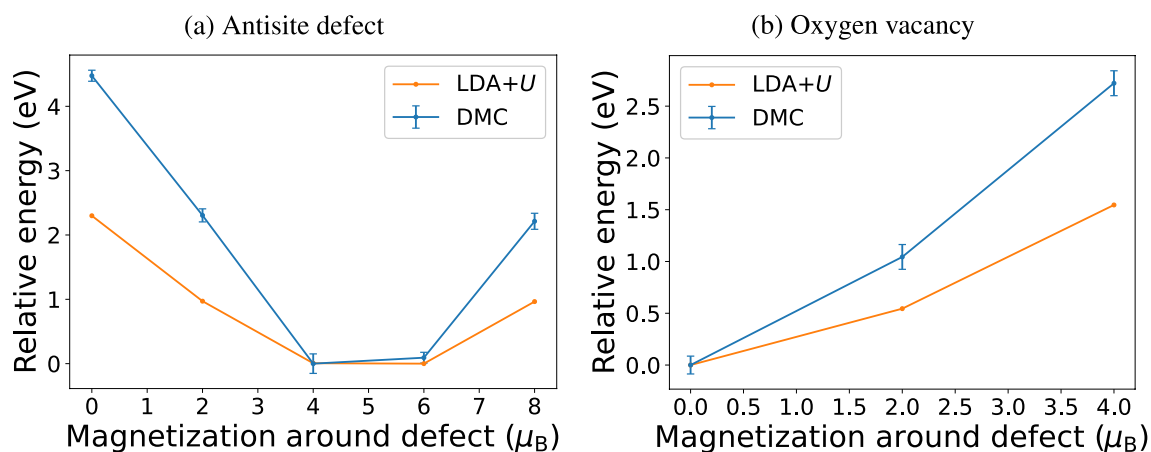 (a) Antisite defect
Relative energy (eV)
4
3
2
1
0
LDA+U
DMC
0 1 2 3 4 5 6 7 8
Magnetization around defect (μB)
(b) Oxygen vacancy
Relative energy (eV)
2.5
2.0
1.5
1.0
0.5
0.0
LDA+U
DMC
0.0 0.5 1.0 1.5 2.0 2.5 3.0 3.5 4.0
Magnetization around defect (μB)